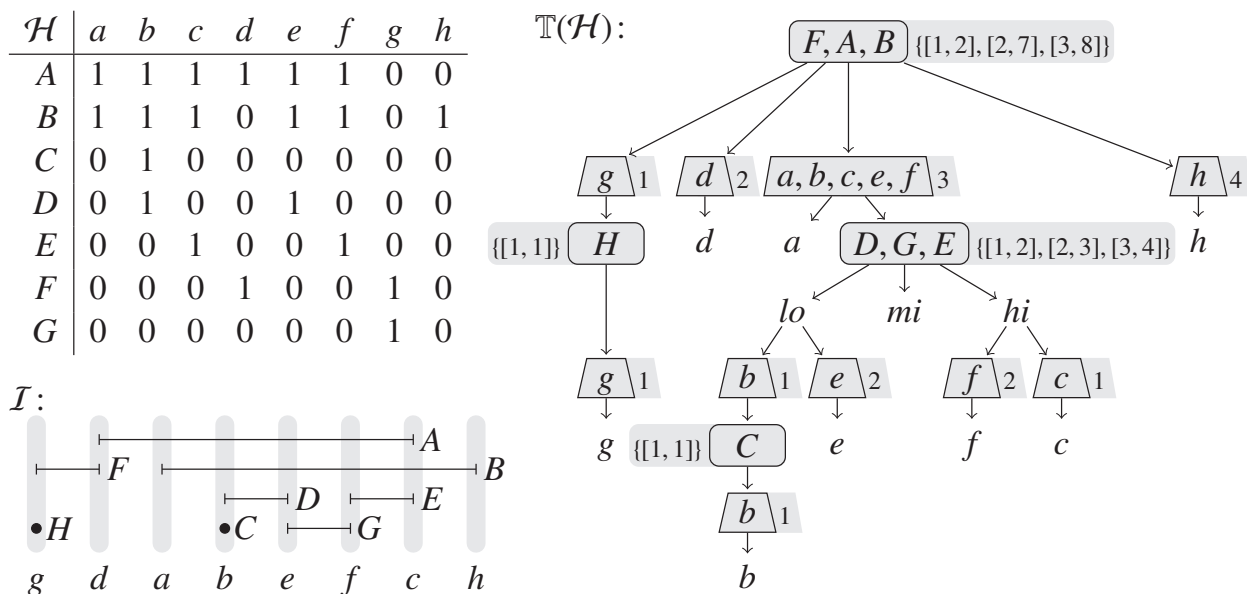 ℋ a b c d e f g h
A 1 1 1 1 1 1 0 0
B 1 1 1 0 1 1 0 1
C 0 1 0 0 0 0 0 0
D 0 1 0 0 1 0 0 0
E 0 0 1 0 0 1 0 0
F 0 0 0 1 0 0 1 0
G 0 0 0 0 0 0 1 0
ℐ:
A
F B
D E
H C G
g d a b e f c h
𝕋(ℋ):
F, A, B {[1, 2], [2, 7], [3, 8]}
g 1 d 2 a, b, c, e, f 3 h 4
{[1, 1]} H d a D, G, E {[1, 2], [2, 3], [3, 4]} h
lo mi hi
g 1 b 1 e 2 f 2 c 1
g {[1, 1]} C e f c
b 1
b